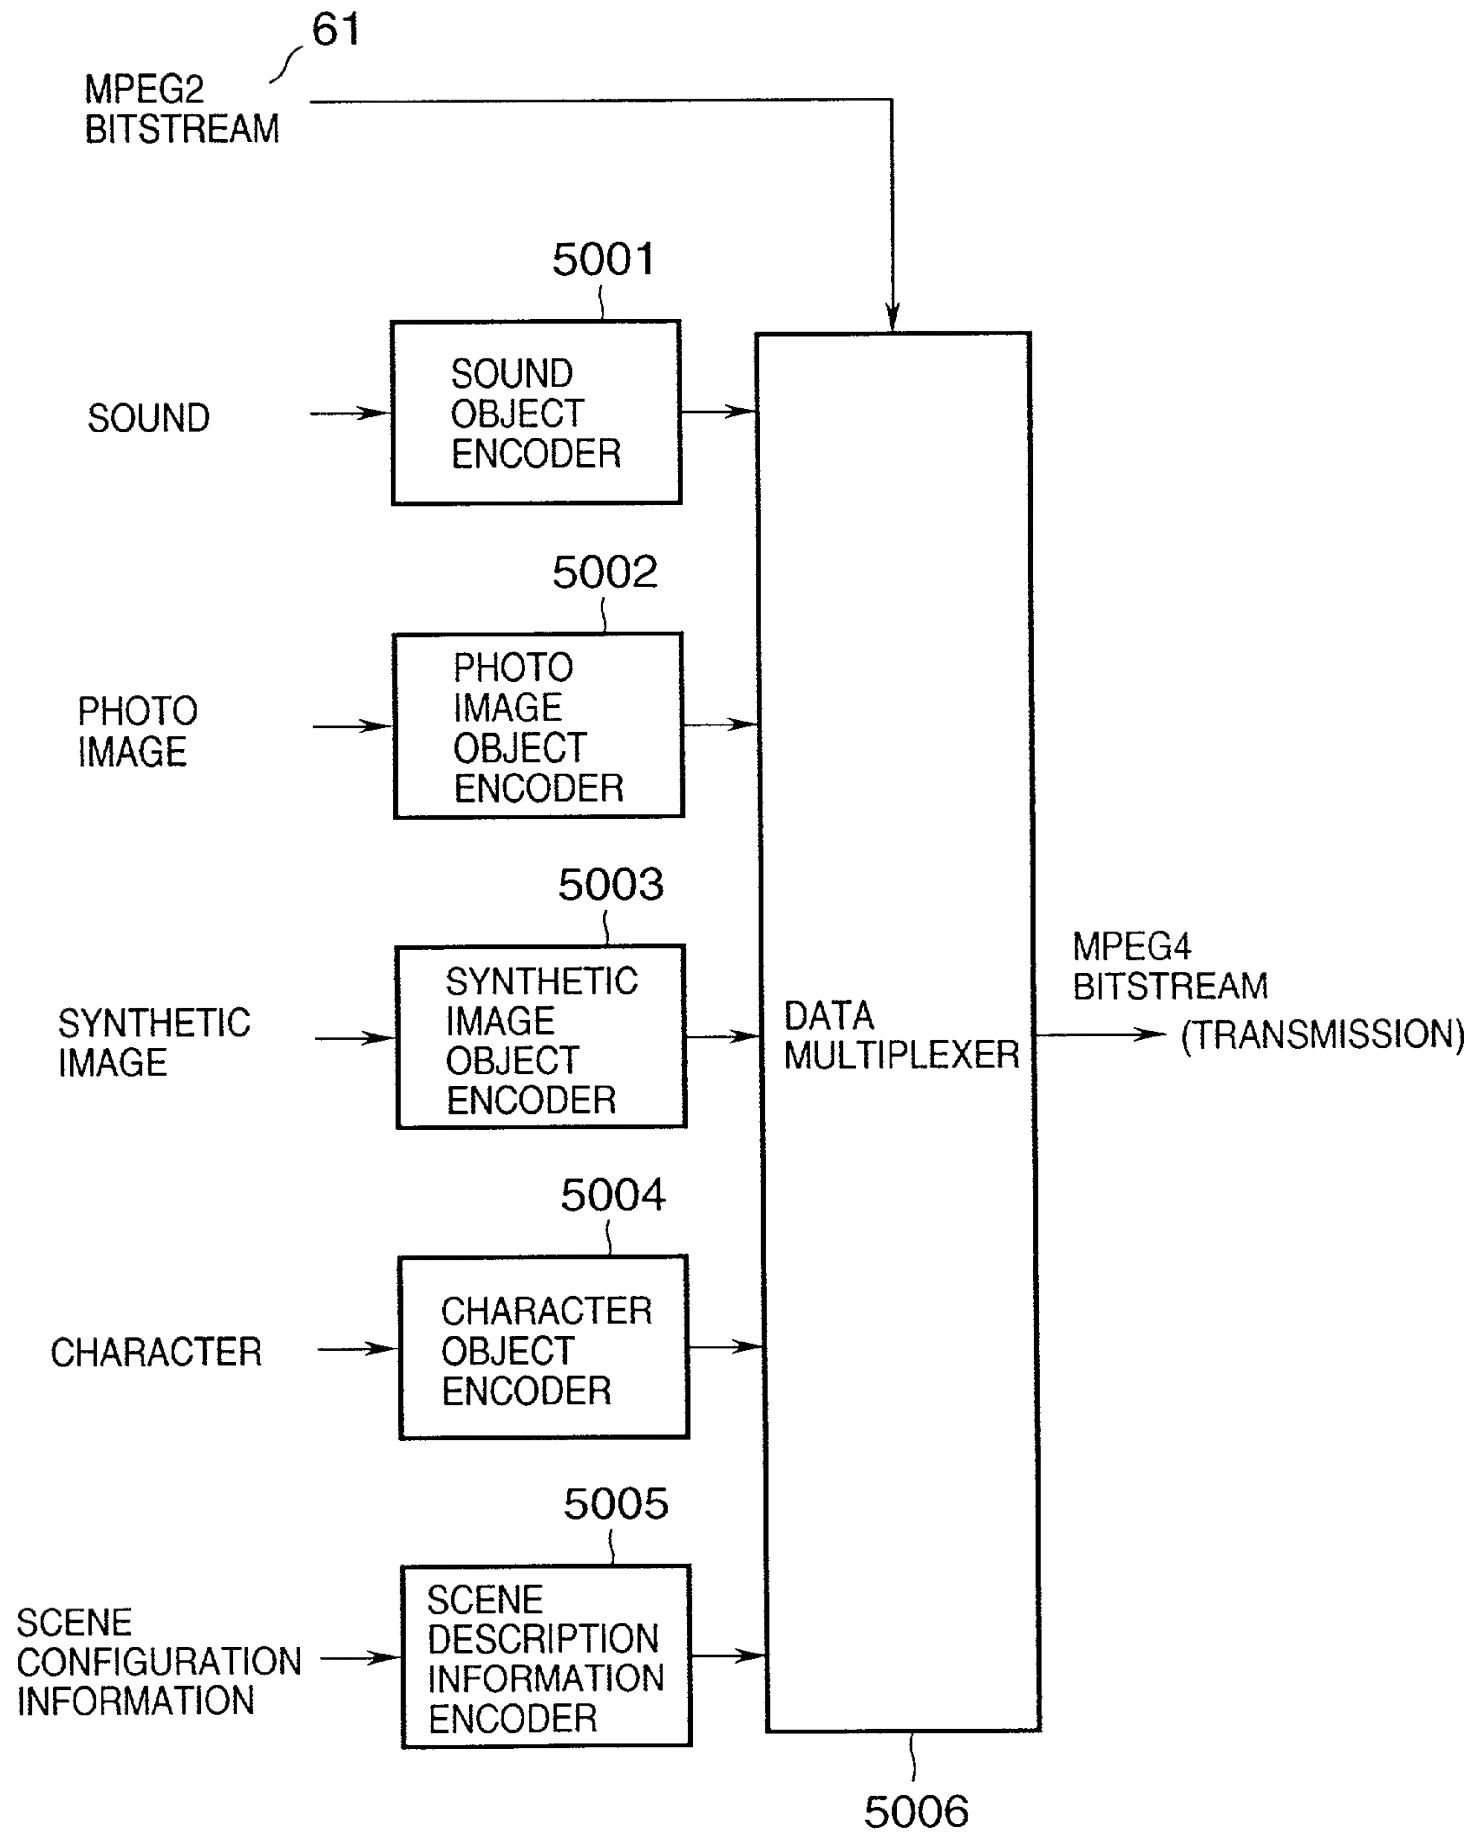 61
MPEG2
BITSTREAM
5001
SOUND
SOUND
OBJECT
ENCODER
5002
PHOTO
IMAGE
PHOTO
IMAGE
OBJECT
ENCODER
5003
SYNTHETIC
IMAGE
SYNTHETIC
IMAGE
OBJECT
ENCODER
DATA
MULTIPLEXER
MPEG4
BITSTREAM
(TRANSMISSION)
5004
CHARACTER
CHARACTER
OBJECT
ENCODER
5005
SCENE
CONFIGURATION
INFORMATION
SCENE
DESCRIPTION
INFORMATION
ENCODER
5006